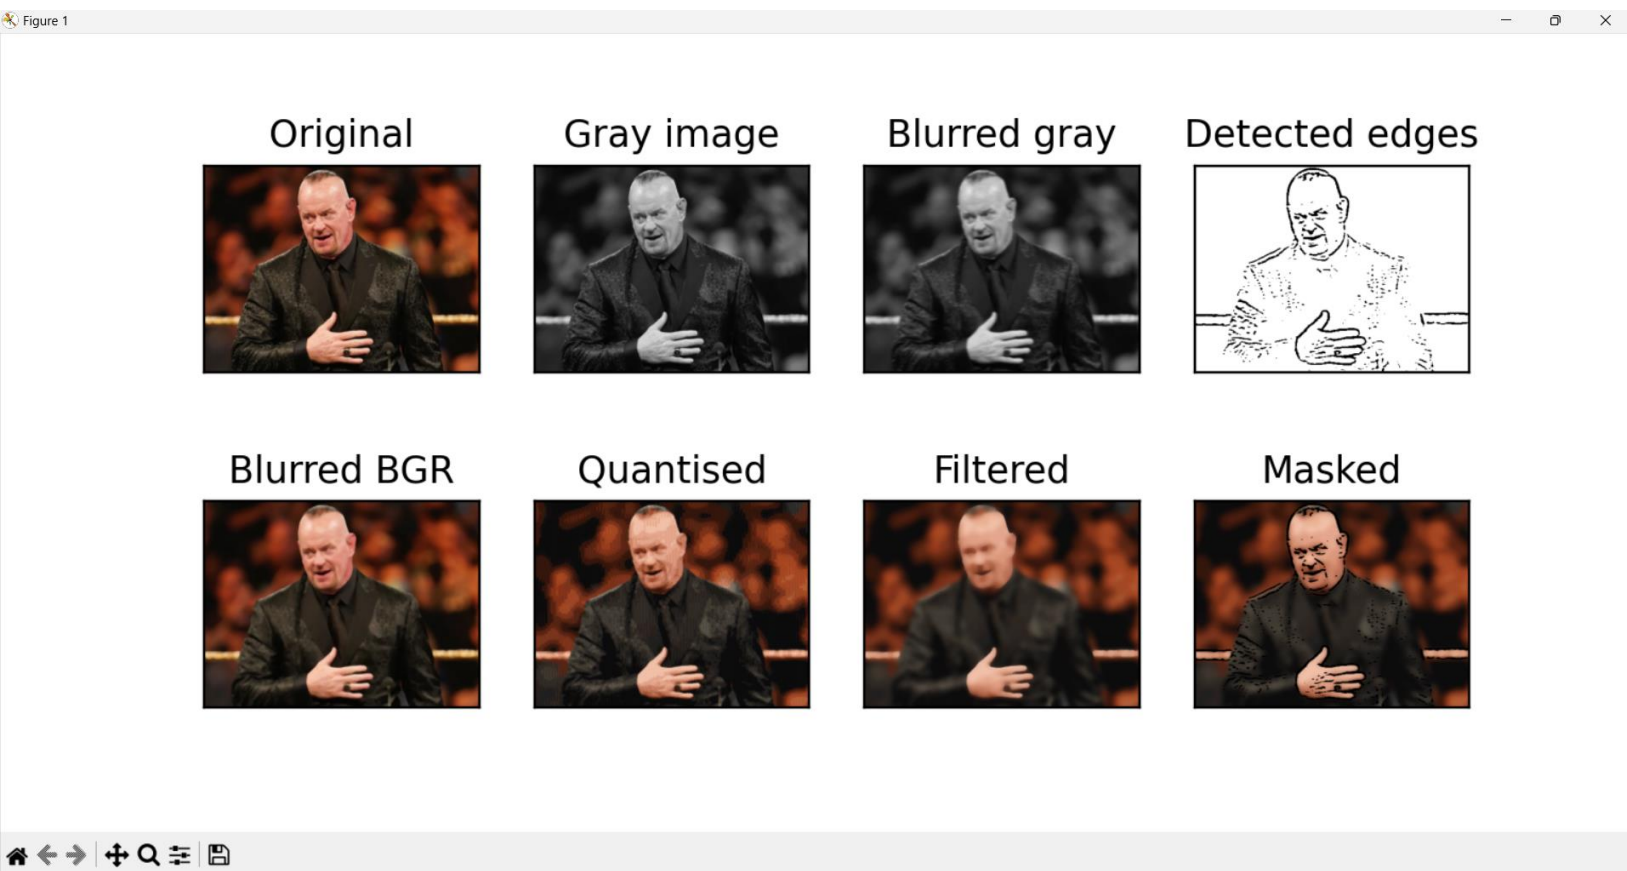 Figure 1
Original
Gray image
Blurred gray
Detected edges
Blurred BGR
Quantised
Filtered
Masked